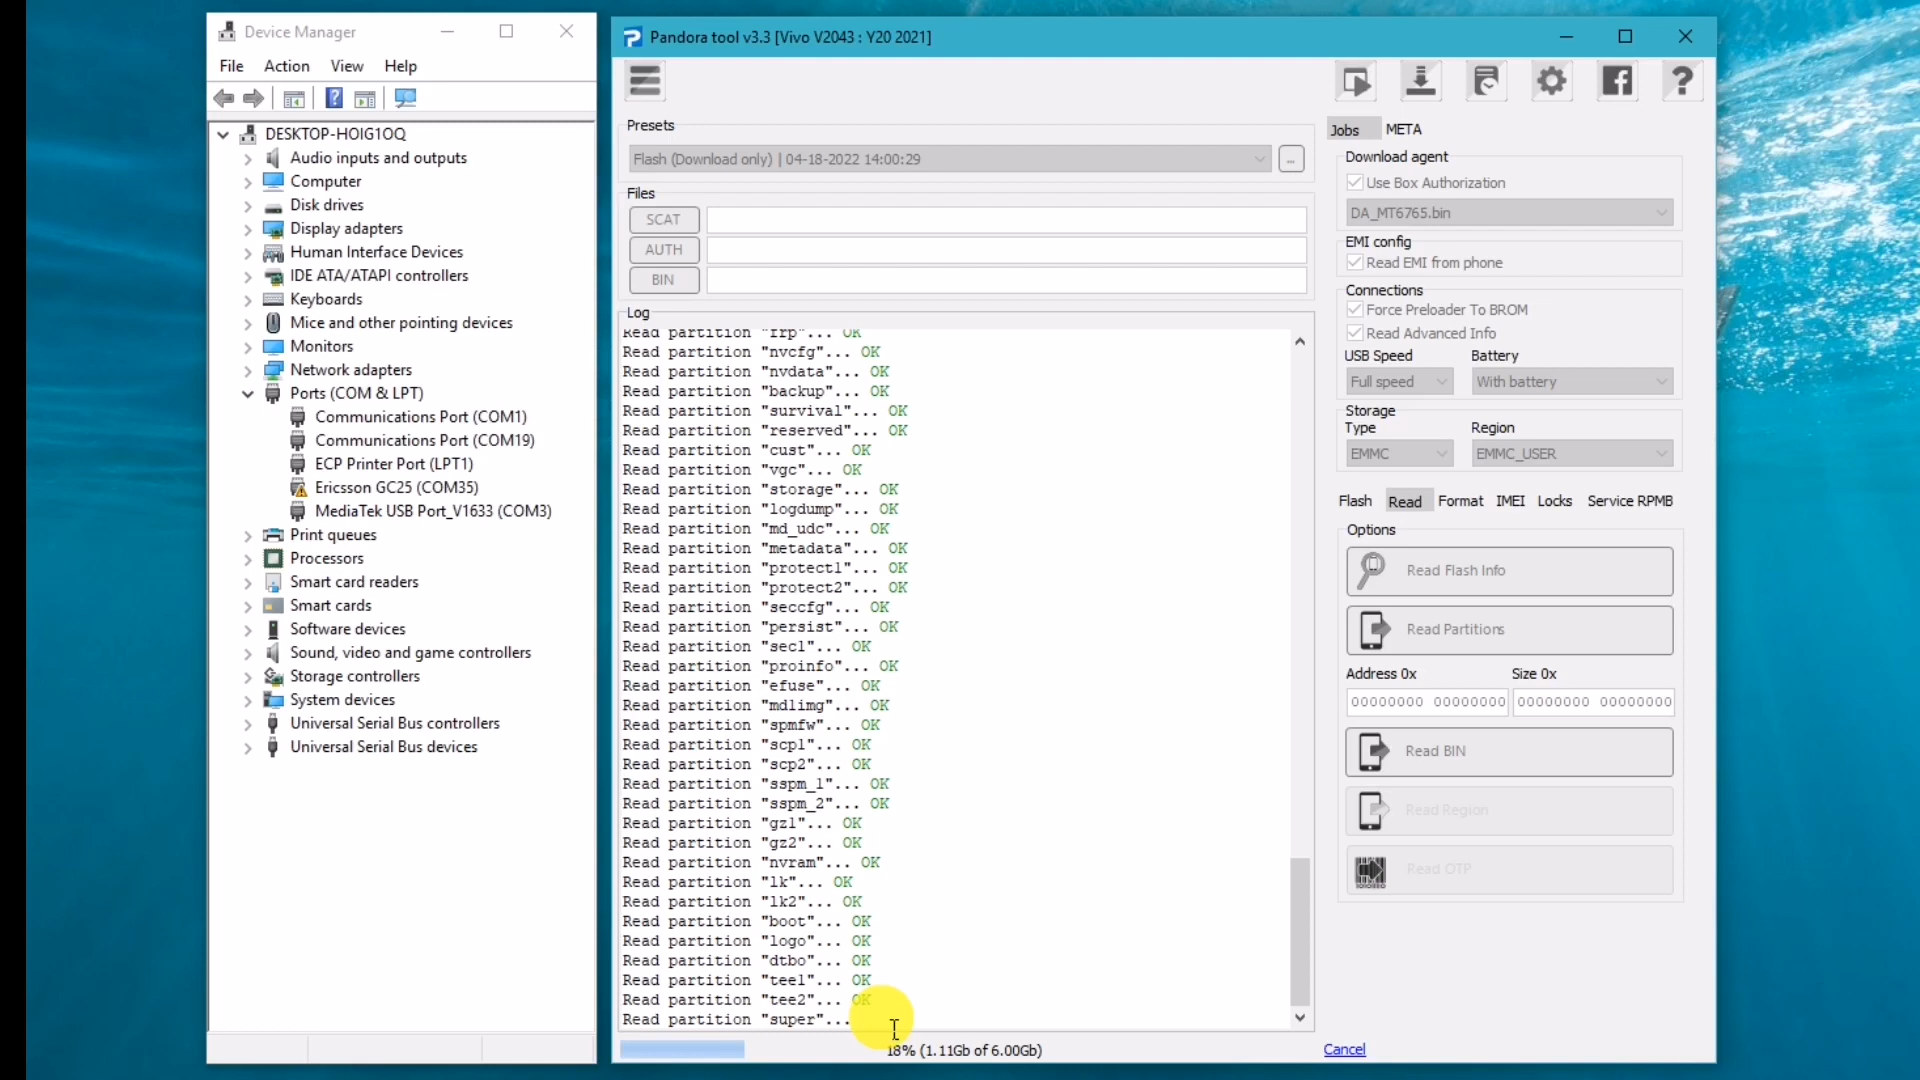 Device Manager
File Action View Help
DESKTOP-HOIG1OQ
Audio inputs and outputs
Computer
Disk drives
Display adapters
Human Interface Devices
IDE ATA/ATAPI controllers
Keyboards
Mice and other pointing devices
Monitors
Network adapters
Ports (COM & LPT)
Communications Port (COM1)
Communications Port (COM19)
ECP Printer Port (LPT1)
Ericsson GC25 (COM35)
MediaTek USB Port_V1633 (COM3)
Print queues
Processors
Smart card readers
Smart cards
Software devices
Sound, video and game controllers
Storage controllers
System devices
Universal Serial Bus controllers
Universal Serial Bus devices
Pandora tool v3.3 [Vivo V2043 : Y20 2021]
Presets
Flash (Download only) | 04-18-2022 14:00:29
...
Files
SCAT
AUTH
BIN
Log
Read partition "frp"... OK
Read partition "nvcfg"... OK
Read partition "nvdata"... OK
Read partition "backup"... OK
Read partition "survival"... OK
Read partition "reserved"... OK
Read partition "cust"... OK
Read partition "vgc"... OK
Read partition "storage"... OK
Read partition "logdump"... OK
Read partition "md_udc"... OK
Read partition "metadata"... OK
Read partition "protect1"... OK
Read partition "protect2"... OK
Read partition "seccfg"... OK
Read partition "persist"... OK
Read partition "sec1"... OK
Read partition "proinfo"... OK
Read partition "efuse"... OK
Read partition "md1img"... OK
Read partition "spmfw"... OK
Read partition "scp1"... OK
Read partition "scp2"... OK
Read partition "sspm_1"... OK
Read partition "sspm_2"... OK
Read partition "gz1"... OK
Read partition "gz2"... OK
Read partition "nvram"... OK
Read partition "lk"... OK
Read partition "lk2"... OK
Read partition "boot"... OK
Read partition "logo"... OK
Read partition "dtbo"... OK
Read partition "tee1"... OK
Read partition "tee2"... OK
Read partition "super"...
18% (1.11Gb of 6.00Gb)
Cancel
Jobs META
Download agent
Use Box Authorization
DA_MT6765.bin
EMI config
Read EMI from phone
Connections
Force Preloader To BROM
Read Advanced Info
USB Speed Battery
Full speed With battery
Storage
Type Region
EMMC EMMC_USER
Flash Read Format IMEI Locks Service RPMB
Options
Read Flash Info
Read Partitions
Address 0x Size 0x
00000000 00000000 00000000 00000000
Read BIN
Read Region
Read OTP